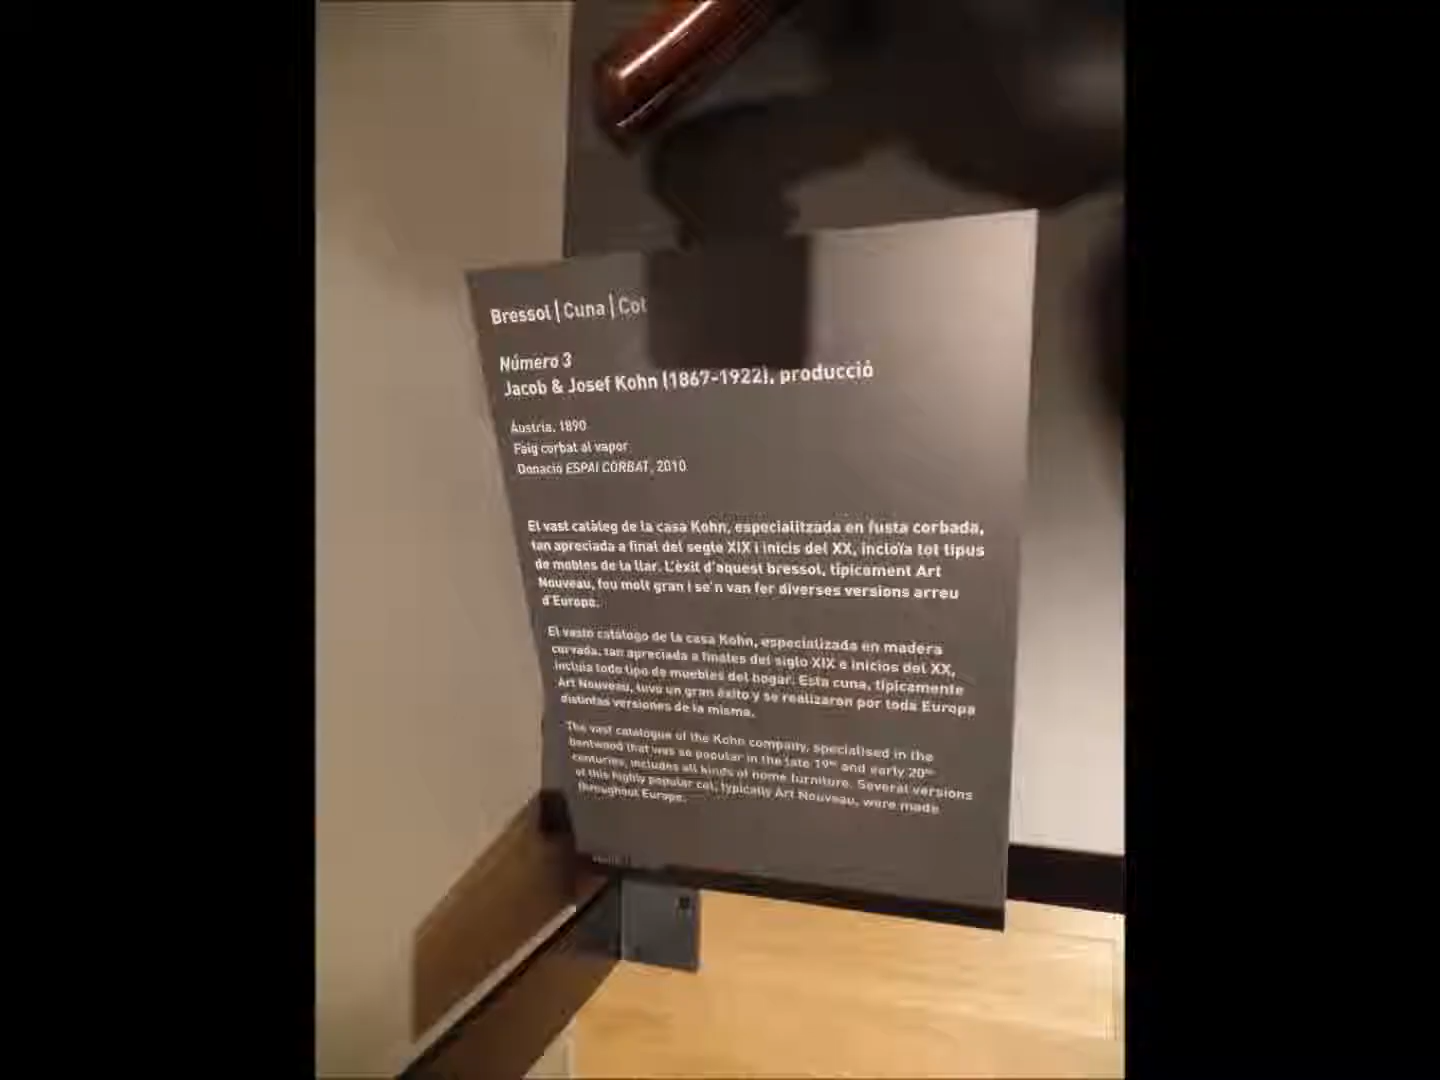 Bressol | Cuna | Cot
Número 3
Jacob & Josef Kohn (1867-1922), producció
Àustria, 1890
Faig corbat al vapor
Donació ESPAI CORBAT, 2010
El vast catàleg de la casa Kohn, especialitzada en fusta corbada,
tan apreciada a final del segle XIX i inicis del XX, incloïa tot tipus
de mobles de la llar. L'èxit d'aquest bressol, típicament Art
Nouveau, fou molt gran i se'n van fer diverses versions arreu
d'Europa.
El vasto catálogo de la casa Kohn, especializada en madera
curvada, tan apreciada a finales del siglo XIX e inicios del XX,
incluía todo tipo de muebles del hogar. Esta cuna, típicamente
Art Nouveau, tuvo un gran éxito y se realizaron por toda Europa
distintas versiones de la misma.
The vast catalogue of the Kohn company, specialised in the
bentwood that was so popular in the late 19th and early 20th
centuries, includes all kinds of home furniture. Several versions
of this highly popular cot, typically Art Nouveau, were made
throughout Europe.